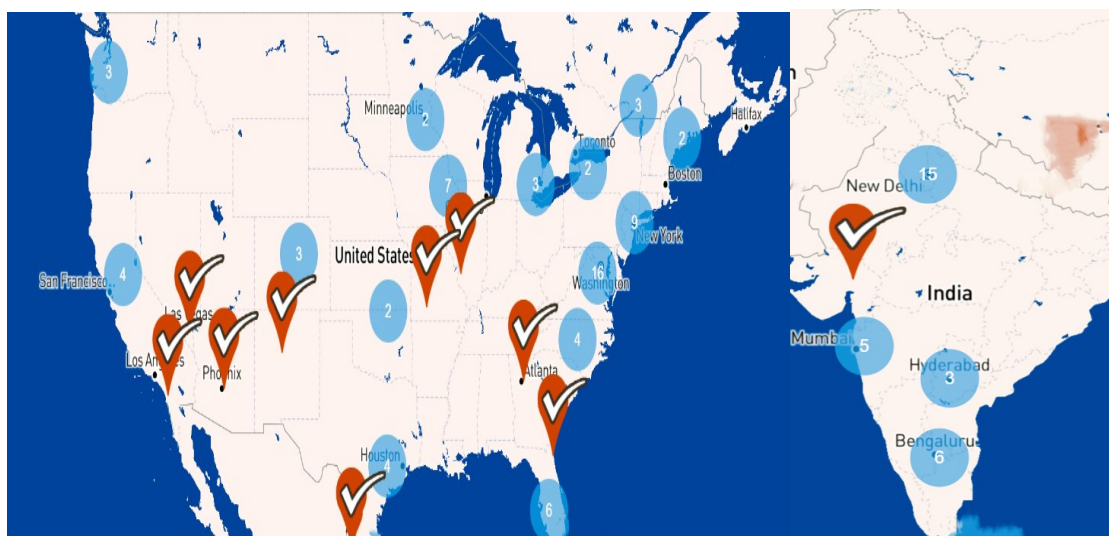 3
Minneapolis
2
3
Halifax
2
Toronto
2
Boston
7
3
9
New York
3
United States
16
Washington
4
San Francisco
2
Las Vegas
4
Los Angeles
Phoenix
Atlanta
Houston
4
6
15
New Delhi
India
Mumbai
5
Hyderabad
3
Bengaluru
6